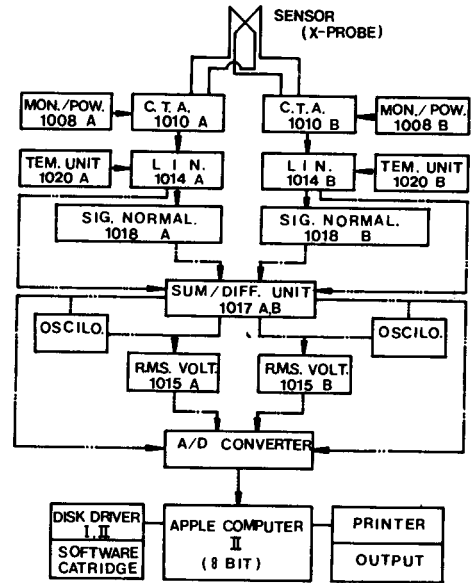 SENSOR
(X-PROBE)
MON./POW.
1008 A
C.T.A.
1010 A
C.T.A.
1010 B
MON./POW.
1008 B
TEM. UNIT
1020 A
L I N.
1014 A
L I N.
1014 B
TEM. UNIT
1020 B
SIG. NORMAL.
1018 A
SIG. NORMAL.
1018 B
SUM/DIFF. UNIT
1017 A,B
OSCILO.
OSCILO.
R.M.S. VOLT.
1015 A
R.M.S. VOLT.
1015 B
A/D CONVERTER
DISK DRIVER
I. II
SOFTWARE
CATRIDGE
APPLE COMPUTER
II
(8 BIT)
PRINTER
OUTPUT